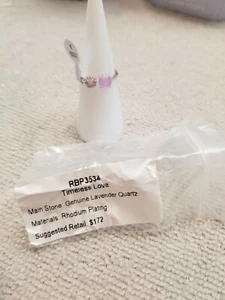 RBP3534
Timeless Love
Main Stone: Genuine Lavender Quartz
Materials: Rhodium Plating
Suggested Retail: $172